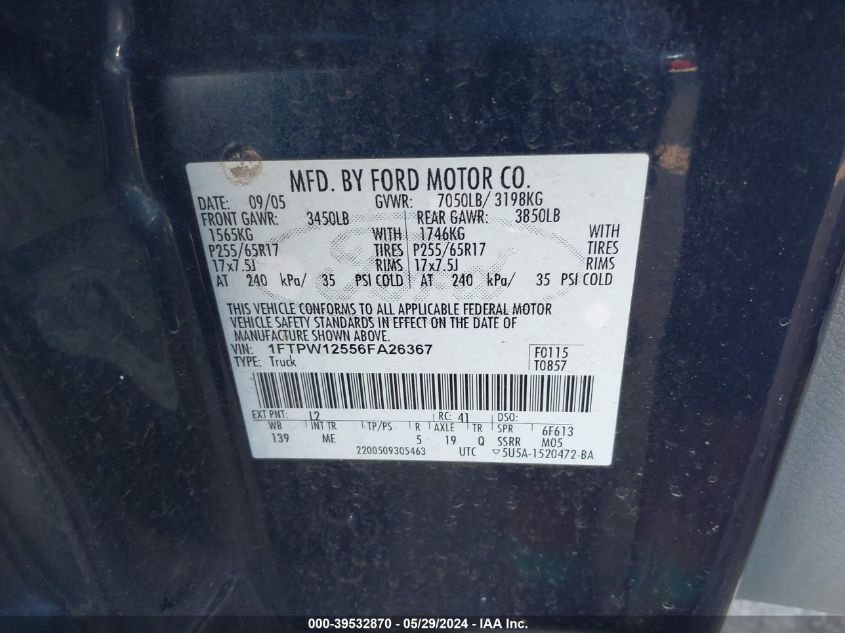 MFD. BY FORD MOTOR CO.
DATE: 09/05 GVWR: 7050LB/ 3198KG
FRONT GAWR: 3450LB REAR GAWR: 3850LB
1565KG WITH 1746KG WITH
P255/65R17 TIRES P255/65R17 TIRES
17x7.5J RIMS 17x7.5J RIMS
AT 240 kPa/ 35 PSI COLD AT 240 kPa/ 35 PSI COLD
Ford
THIS VEHICLE CONFORMS TO ALL APPLICABLE FEDERAL MOTOR
VEHICLE SAFETY STANDARDS IN EFFECT ON THE DATE OF
MANUFACTURE SHOWN ABOVE.
VIN: 1FTPW12556FA26367 F0115
TYPE: Truck T0857
EXT PNT: L2 RC: 41 DSO:
WB INT TR TP/PS R AXLE TR SPR 6F613
139 ME 5 19 Q SSRR M05
2200509305463 UTC ▽5U5A-1520472-BA
000-39532870 - 05/29/2024 - IAA Inc.